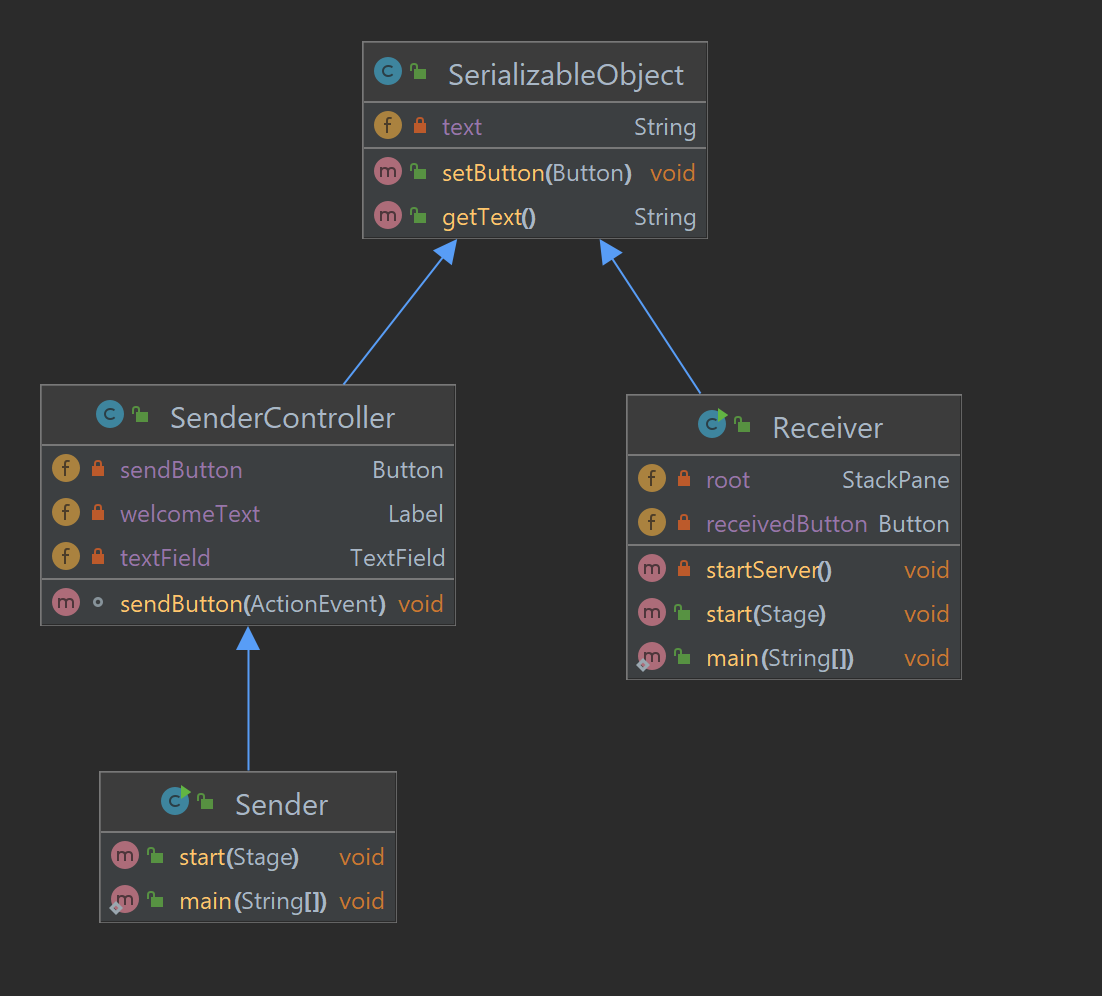 SerializableObject
text String
setButton(Button) void
getText() String
SenderController
sendButton Button
welcomeText Label
textField TextField
sendButton(ActionEvent) void
Receiver
root StackPane
receivedButton Button
startServer() void
start(Stage) void
main(String[]) void
Sender
start(Stage) void
main(String[]) void